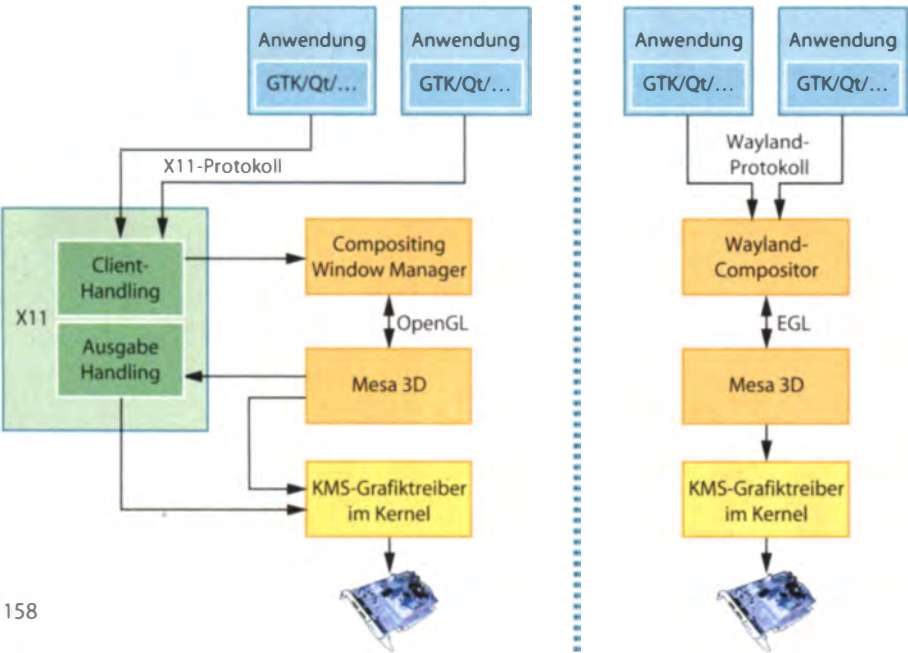 Anwendung
GTK/Qt/...
Anwendung
GTK/Qt/...
X11-Protokoll
X11
Client-
Handling
Ausgabe
Handling
Compositing
Window Manager
OpenGL
Mesa 3D
KMS-Grafiktreiber
im Kernel
Anwendung
GTK/Qt/...
Anwendung
GTK/Qt/...
Wayland-
Protokoll
Wayland-
Compositor
EGL
Mesa 3D
KMS-Grafiktreiber
im Kernel
158